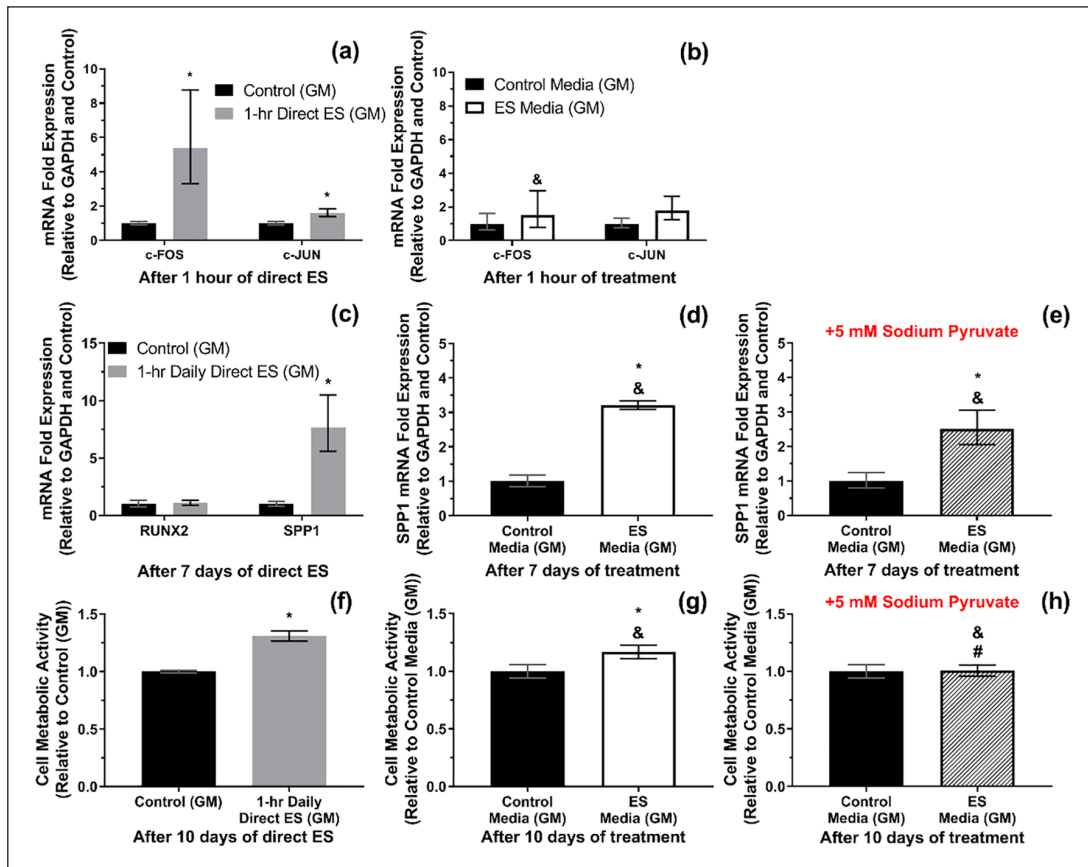 (a)
mRNA Fold Expression
(Relative to GAPDH and Control)
10
8
6
4
2
0
*
*
Control (GM)
1-hr Direct ES (GM)
c-FOS
c-JUN
After 1 hour of direct ES
(b)
mRNA Fold Expression
(Relative to GAPDH and Control)
10
8
6
4
2
0
&
Control Media (GM)
ES Media (GM)
c-FOS
c-JUN
After 1 hour of treatment
(c)
mRNA Fold Expression
(Relative to GAPDH and Control)
15
10
5
0
Control (GM)
1-hr Daily Direct ES (GM)
*
RUNX2
SPP1
After 7 days of direct ES
(d)
SPP1 mRNA Fold Expression
(Relative to GAPDH and Control)
5
4
3
2
1
0
*
&
Control
Media (GM)
ES
Media (GM)
After 7 days of treatment
+5 mM Sodium Pyruvate
(e)
SPP1 mRNA Fold Expression
(Relative to GAPDH and Control)
5
4
3
2
1
0
*
&
Control
Media (GM)
ES
Media (GM)
After 7 days of treatment
(f)
Cell Metabolic Activity
(Relative to Control (GM))
1.5
1.0
0.5
0.0
*
Control (GM)
1-hr Daily
Direct ES (GM)
After 10 days of direct ES
(g)
Cell Metabolic Activity
(Relative to Control Media (GM))
1.5
1.0
0.5
0.0
*
&
Control
Media (GM)
ES
Media (GM)
After 10 days of treatment
+5 mM Sodium Pyruvate
(h)
Cell Metabolic Activity
(Relative to Control Media (GM))
1.5
1.0
0.5
0.0
&
#
Control
Media (GM)
ES
Media (GM)
After 10 days of treatment